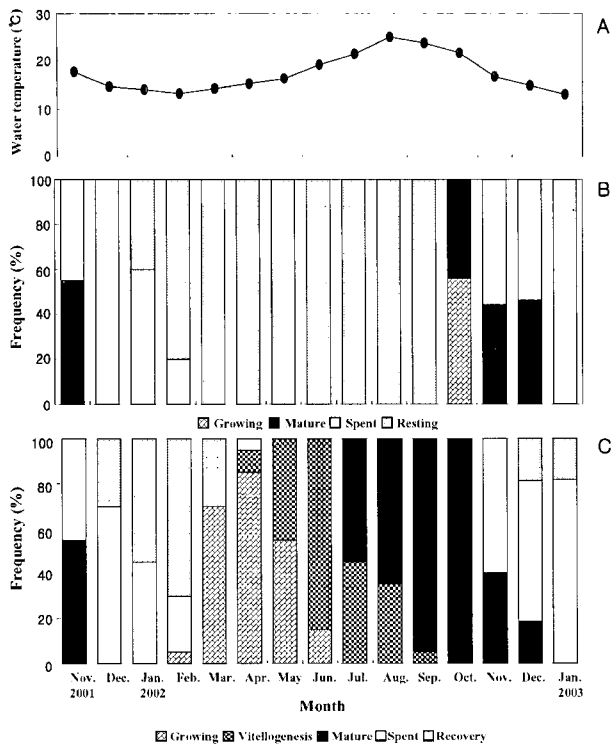 A
Water temperature (℃)
30
20
10
0
B
Frequency (%)
100
80
60
40
20
0
Growing Mature Spent Resting
C
Frequency (%)
100
80
60
40
20
0
Nov. Dec. Jan. Feb. Mar. Apr. May Jun. Jul. Aug. Sep. Oct. Nov. Dec. Jan.
2001 2002 2003
Month
Growing Vitellogenesis Mature Spent Recovery